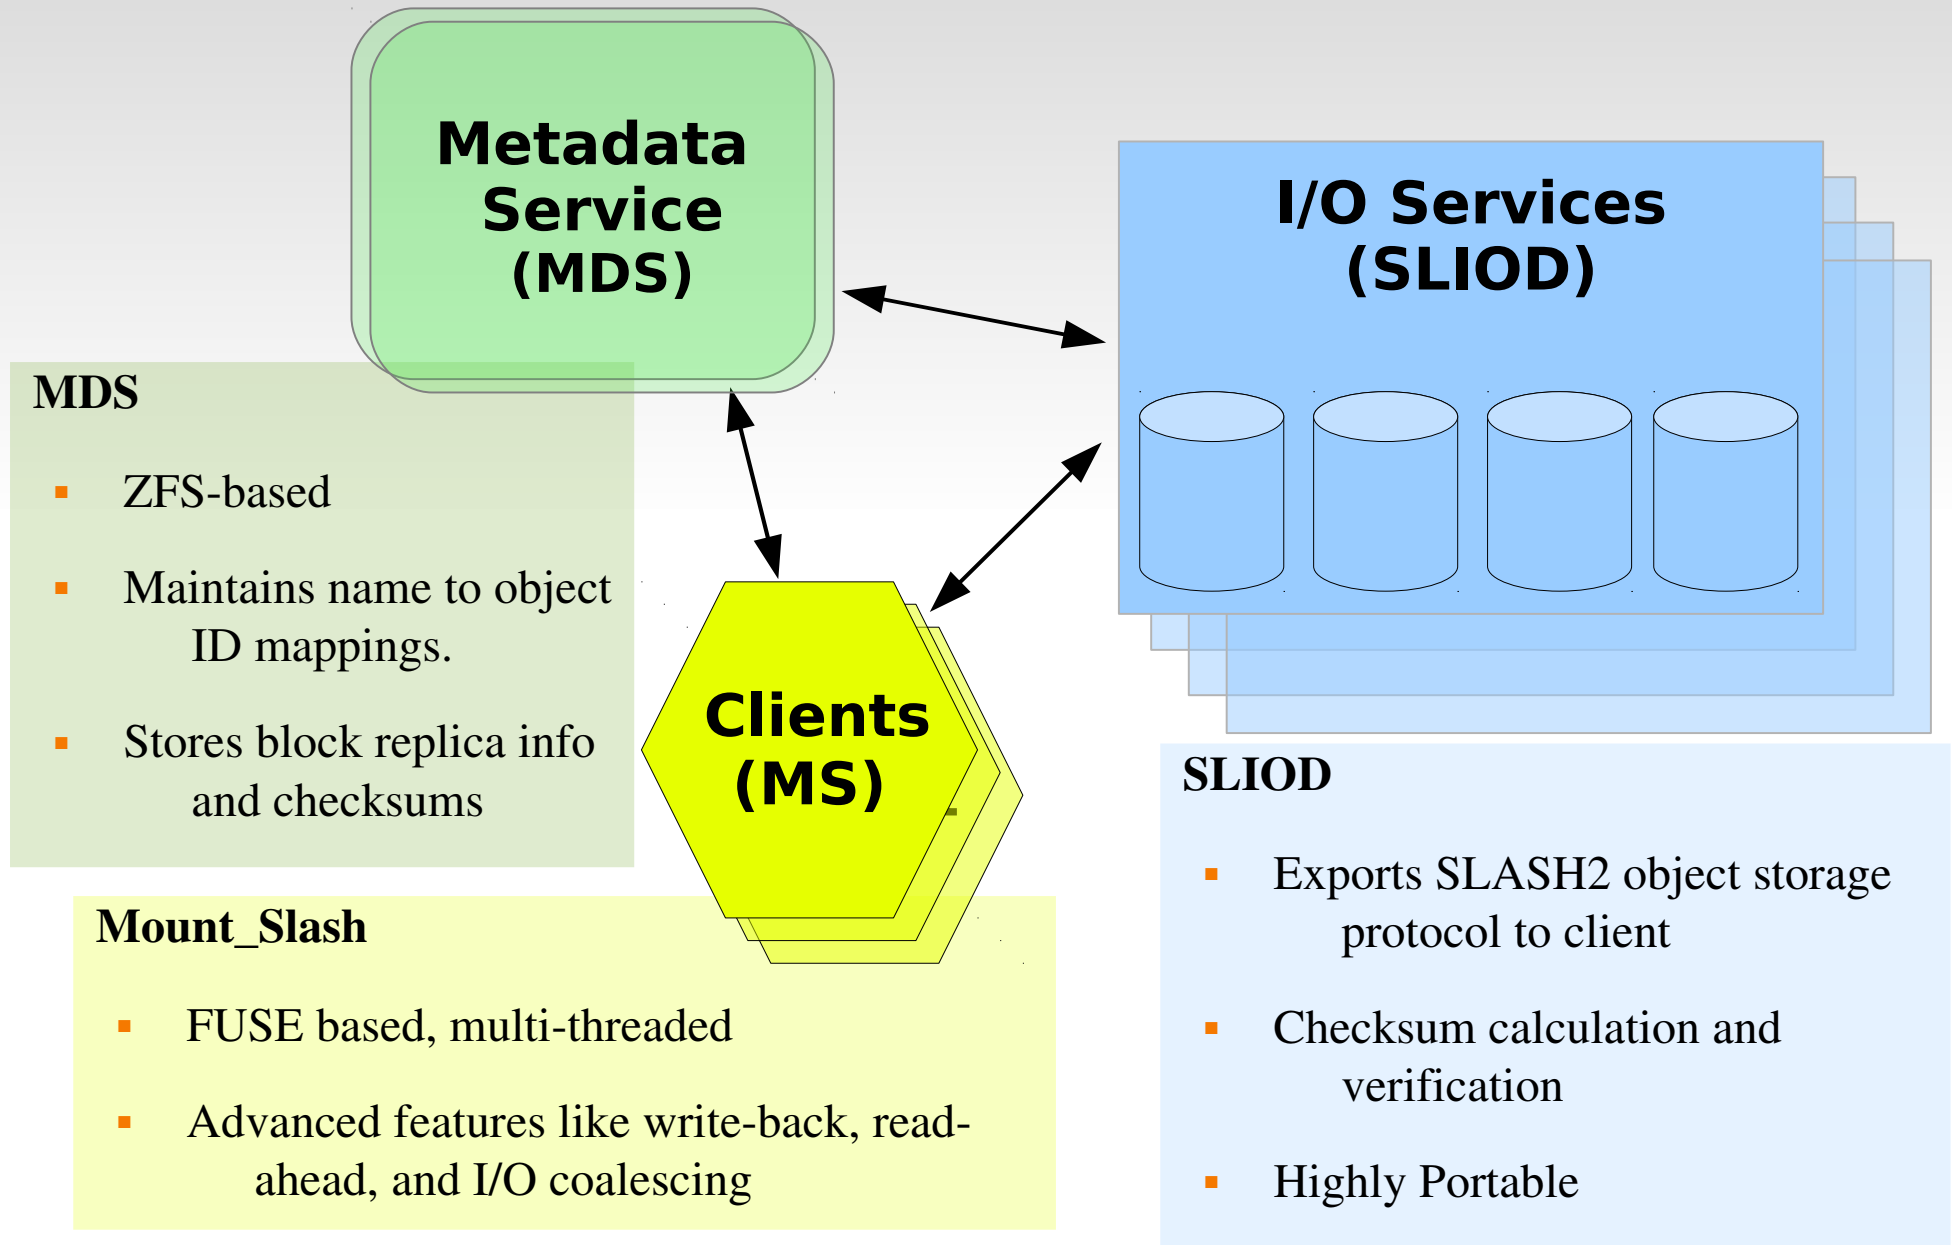 Metadata
Service
(MDS)
I/O Services
(SLIOD)
MDS
ZFS-based
Maintains name to object
ID mappings.
Stores block replica info
and checksums
Clients
(MS)
Mount_Slash
FUSE based, multi-threaded
Advanced features like write-back, read-
ahead, and I/O coalescing
SLIOD
Exports SLASH2 object storage
protocol to client
Checksum calculation and
verification
Highly Portable